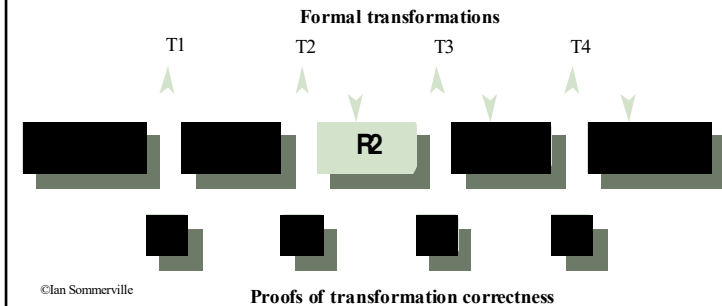 Formal transformations
T1 T2 T3 T4
R2
©Ian Sommerville
Proofs of transformation correctness